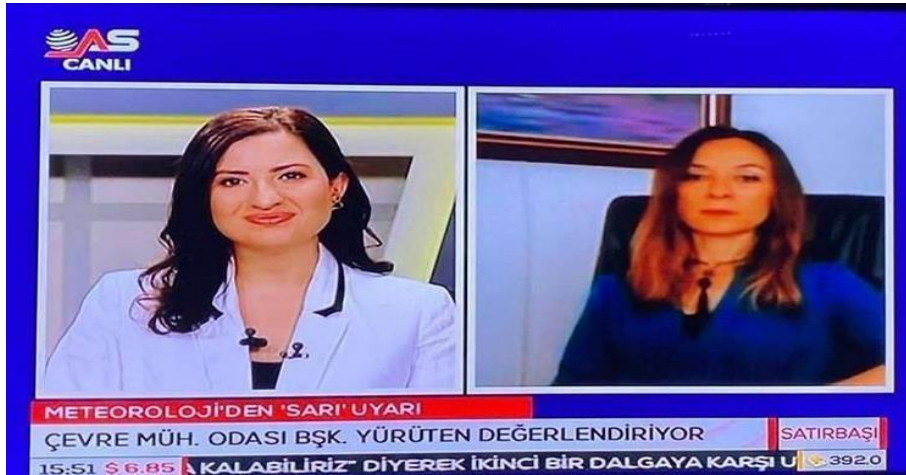 AS
CANLI
METEOROLOJİ'DEN 'SARI' UYARI
ÇEVRE MÜH. ODASI BŞK. YÜRÜTEN DEĞERLENDİRİYOR
SATIRBAŞI
15:51 $ 6.85 KALABİLİRİZ" DİYEREK İKİNCİ BİR DALGAYA KARŞI U 392.0